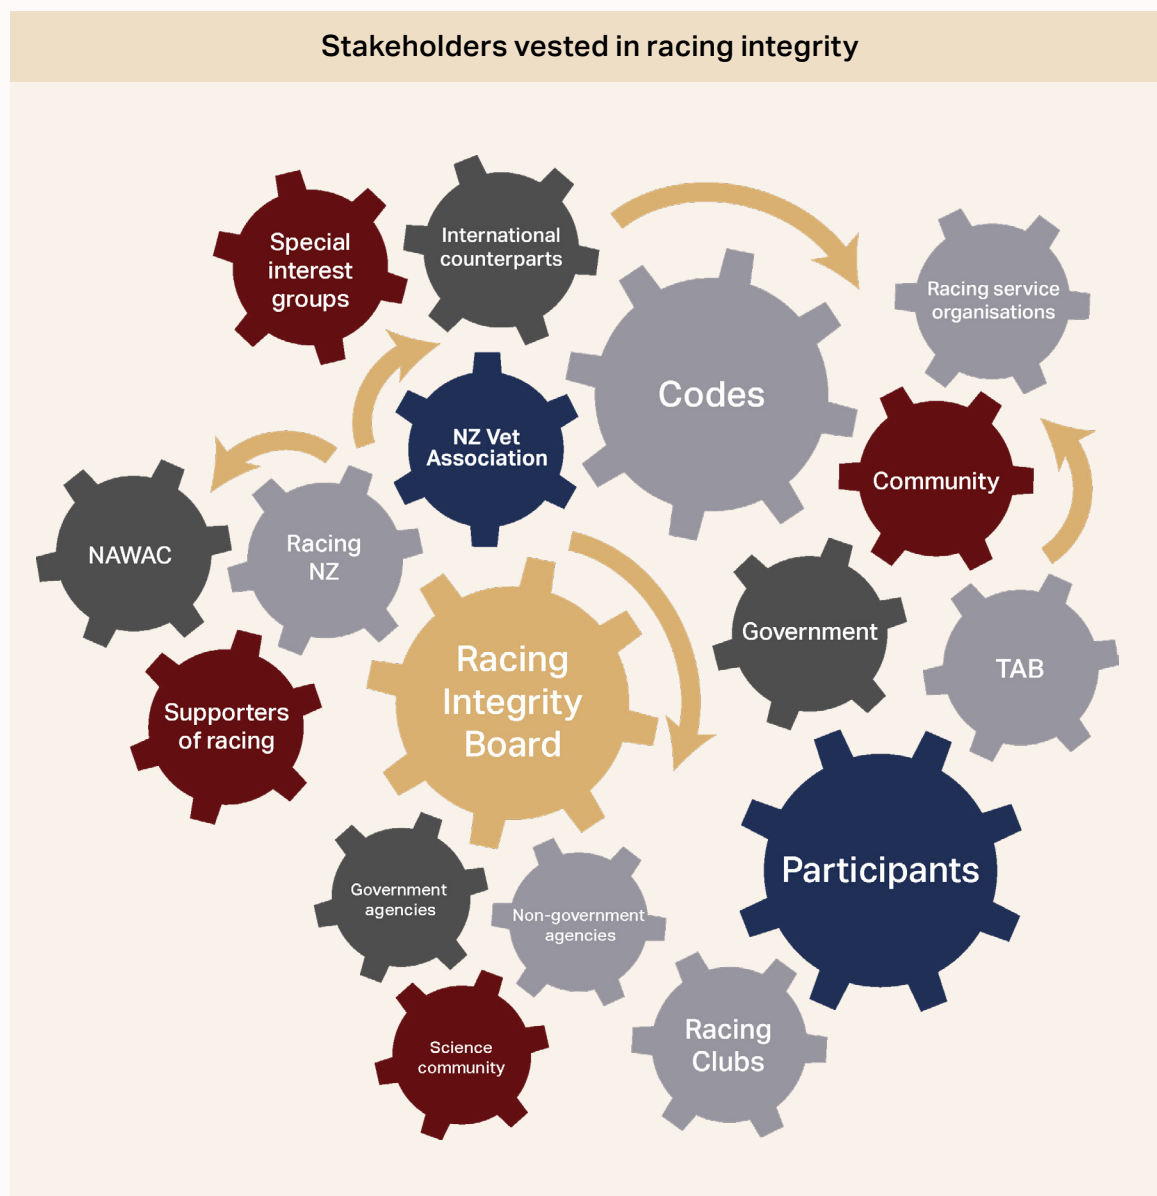 Stakeholders vested in racing integrity
Special
interest
groups
International
counterparts
Racing service
organisations
Codes
NZ Vet
Association
Community
NAWAC
Racing
NZ
Government
TAB
Racing
Integrity
Board
Supporters
of racing
Participants
Government
agencies
Non-government
agencies
Science
community
Racing
Clubs